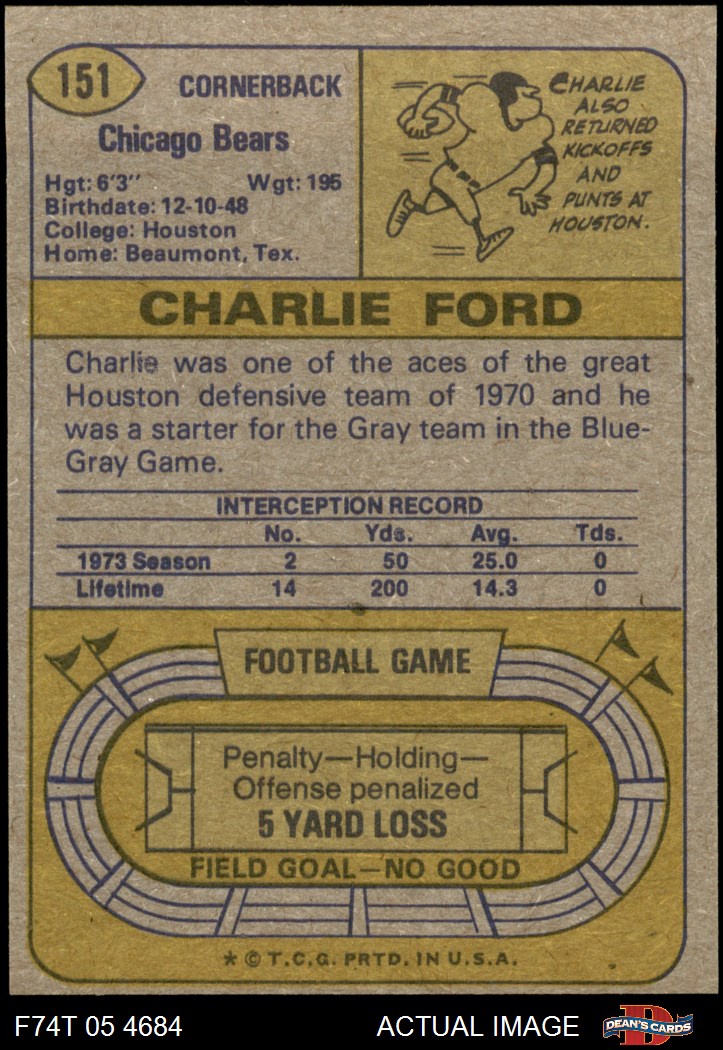 151
CORNERBACK
Chicago Bears
Hgt: 6'3" Wgt: 195
Birthdate: 12-10-48
College: Houston
Home: Beaumont, Tex.
CHARLIE
ALSO
RETURNED
KICKOFFS
AND
PUNTS AT
HOUSTON.
CHARLIE FORD
Charlie was one of the aces of the great
Houston defensive team of 1970 and he
was a starter for the Gray team in the Blue-
Gray Game.
INTERCEPTION RECORD
No. Yds. Avg. Tds.
1973 Season 2 50 25.0 0
Lifetime 14 200 14.3 0
FOOTBALL GAME
Penalty—Holding—
Offense penalized
5 YARD LOSS
FIELD GOAL—NO GOOD
* © T.C.G. PRTD. IN U.S.A.
F74T 05 4684 ACTUAL IMAGE
DEAN'S CARDS